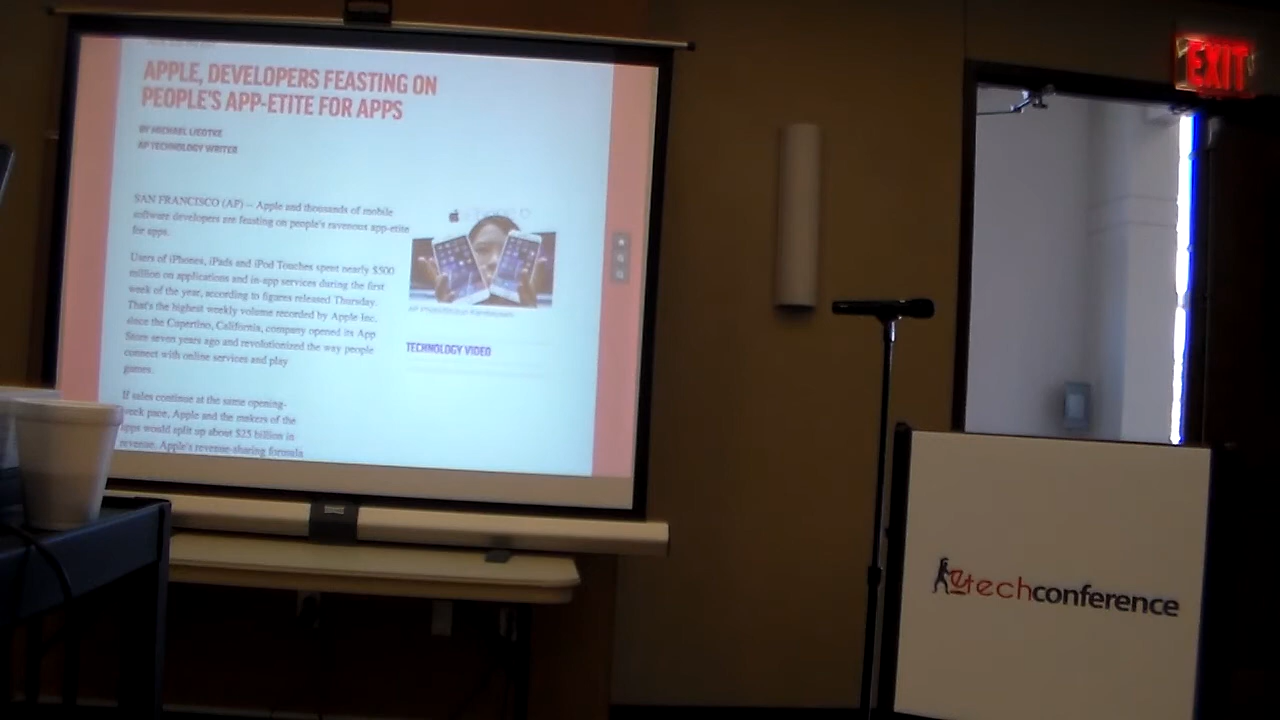 APPLE, DEVELOPERS FEASTING ON
PEOPLE'S APP-ETITE FOR APPS
BY MICHAEL LIEDTKE
AP TECHNOLOGY WRITER
SAN FRANCISCO (AP) -- Apple and thousands of mobile
software developers are feasting on people's ravenous app-etite
for apps.
Users of iPhones, iPads and iPod Touches spent nearly $500
million on applications and in-app services during the first
week of the year, according to figures released Thursday.
That's the highest weekly volume recorded by Apple Inc.
since the Cupertino, California, company opened its App
Store seven years ago and revolutionized the way people
connect with online services and play
games.
TECHNOLOGY VIDEO
If sales continue at the same opening-
week pace, Apple and the makers of the
apps would split up about $25 billion in
revenue. Apple's revenue-sharing formula
EXIT
etechconference